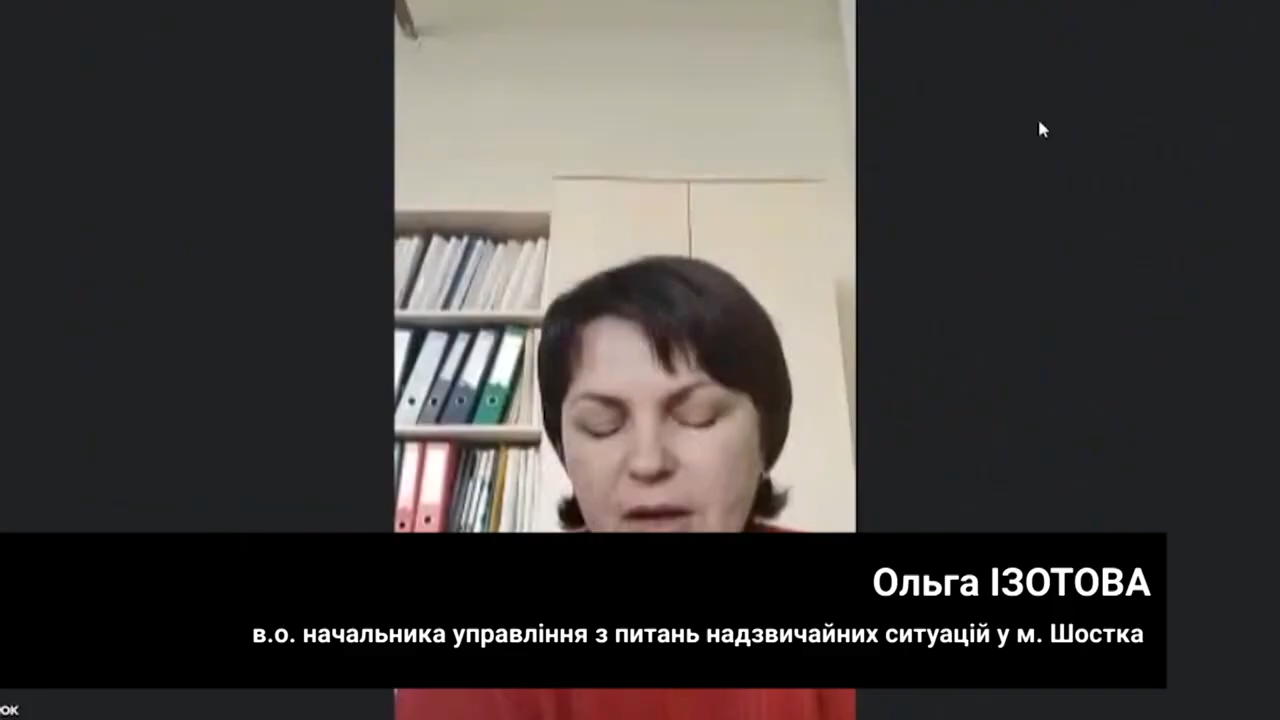 Ольга ІЗОТОВА
в.о. начальника управління з питань надзвичайних ситуацій у м. Шостка